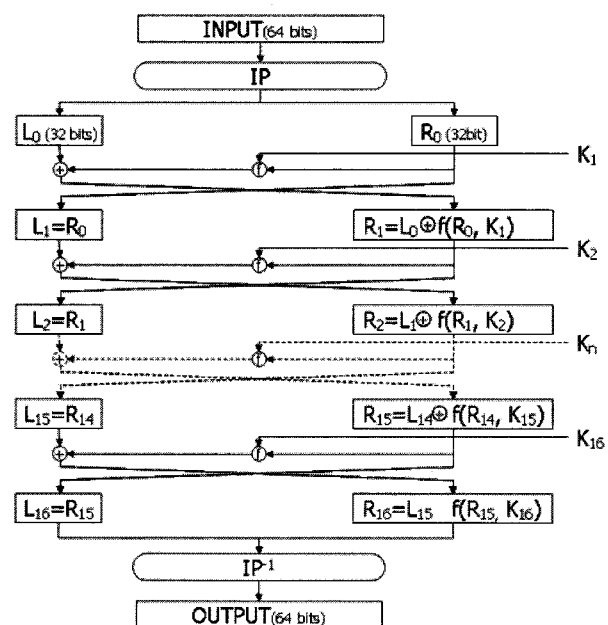 INPUT(64 bits)
IP
L₀ (32 bits) R₀ (32bit)
K₁
+ f
L₁=R₀ R₁=L₀⊕f(R₀, K₁)
K₂
+ f
L₂=R₁ R₂=L₁⊕ f(R₁, K₂)
Kₙ
+ f
L₁₅=R₁₄ R₁₅=L₁₄⊕ f(R₁₄, K₁₅)
K₁₆
+ f
L₁₆=R₁₅ R₁₆=L₁₅ f(R₁₅, K₁₆)
IP⁻¹
OUTPUT(64 bits)